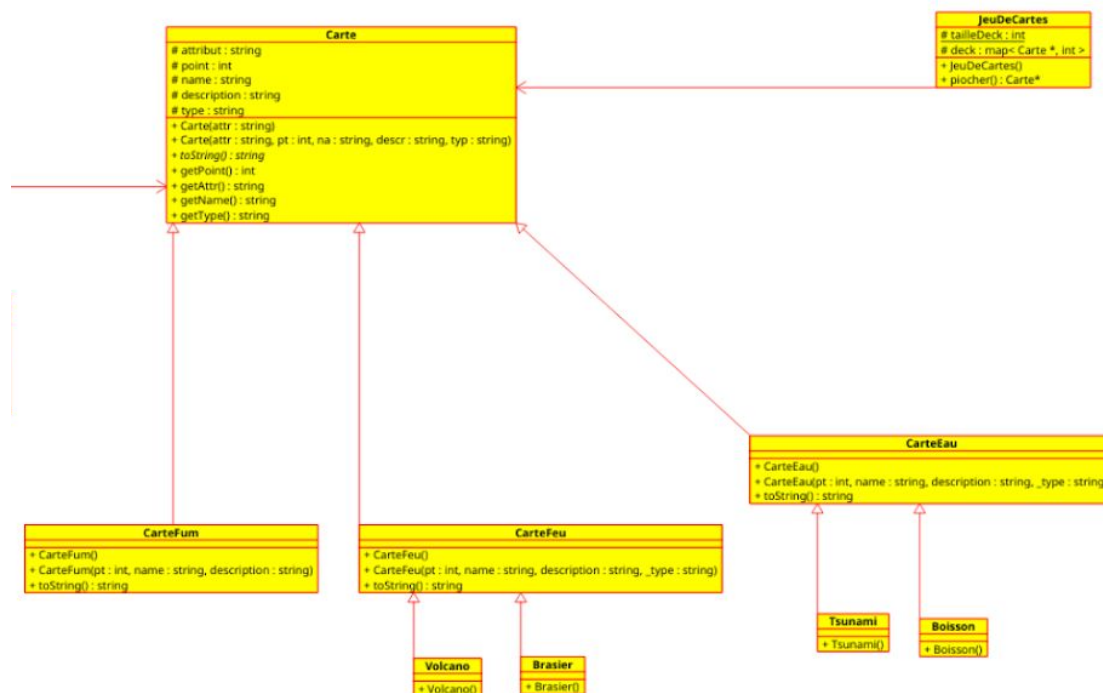 Carte
# attribut : string
# point : int
# name : string
# description : string
# type : string
+ Carte(attr : string)
+ Carte(attr : string, pt : int, na : string, descr : string, typ : string)
+ toString() : string
+ getPoint() : int
+ getAttr() : string
+ getName() : string
+ getType() : string
JeuDeCartes
# tailleDeck : int
# deck : map< Carte *, int >
+ JeuDeCartes()
+ piocher() : Carte*
CarteEau
+ CarteEau()
+ CarteEau(pt : int, name : string, description : string, _type : string
+ toString() : string
CarteFum
+ CarteFum()
+ CarteFum(pt : int, name : string, description : string)
+ toString() : string
CarteFeu
+ CarteFeu()
+ CarteFeu(pt : int, name : string, description : string, _type : string)
+ toString() : string
Tsunami
+ Tsunami()
Boisson
+ Boisson()
Volcano
+ Volcano()
Brasier
+ Brasier()